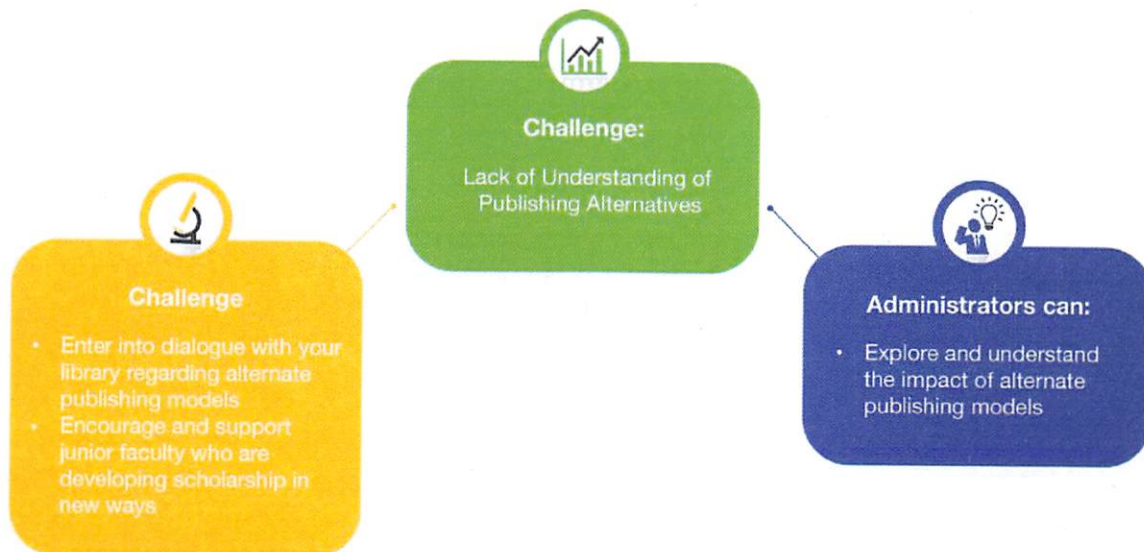 Challenge:
Lack of Understanding of
Publishing Alternatives
Challenge
• Enter into dialogue with your
library regarding alternate
publishing models
• Encourage and support
junior faculty who are
developing scholarship in
new ways
Administrators can:
• Explore and understand
the impact of alternate
publishing models